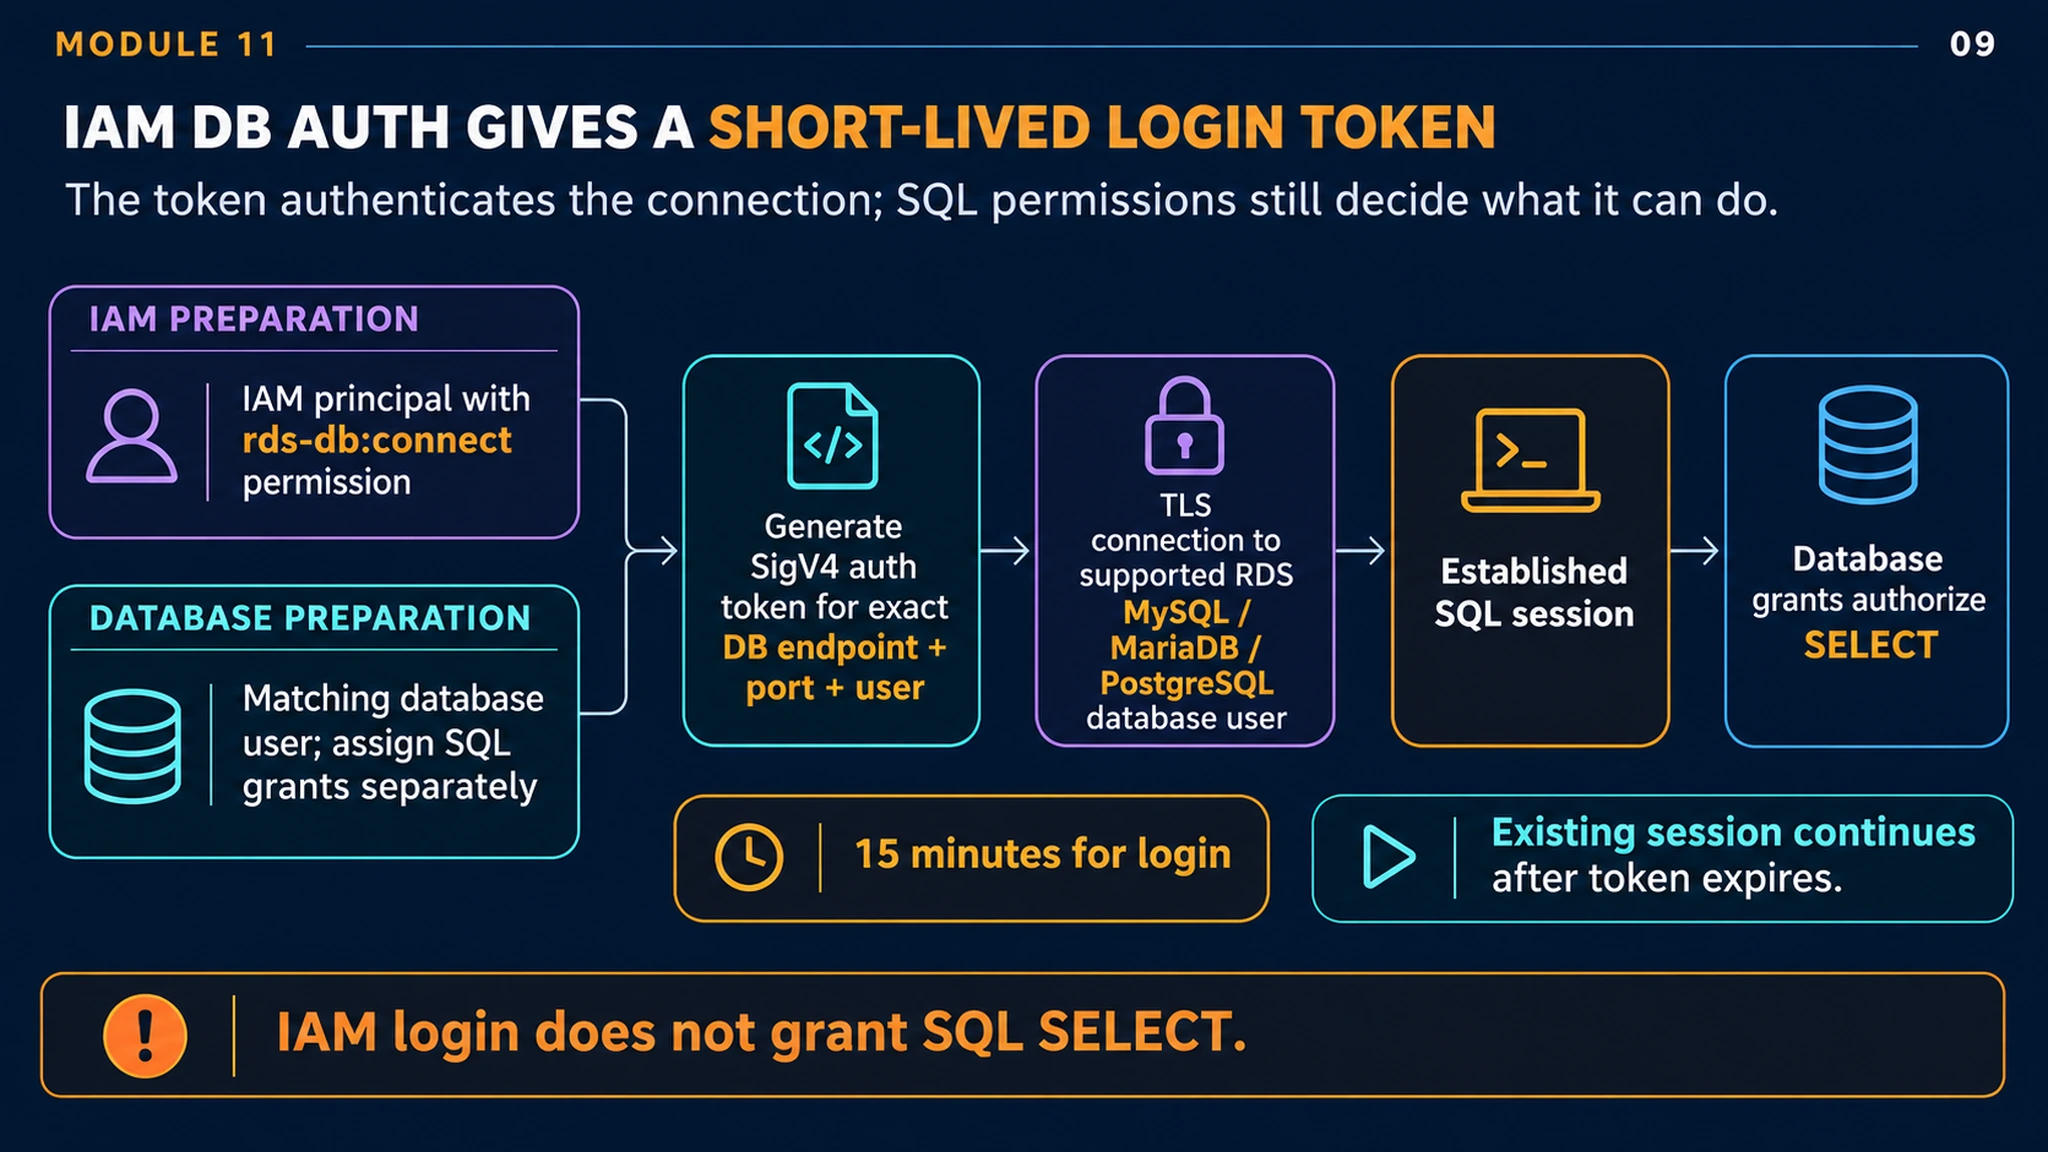 MODULE 11
09
IAM DB AUTH GIVES A SHORT-LIVED LOGIN TOKEN
The token authenticates the connection; SQL permissions still decide what it can do.
IAM PREPARATION
IAM principal with
rds-db:connect
permission
DATABASE PREPARATION
Matching database
user; assign SQL
grants separately
</>
Generate
SigV4 auth
token for exact
DB endpoint +
port + user
TLS
connection to
supported RDS
MySQL /
MariaDB /
PostgreSQL
database user
>_
Established
SQL session
Database
grants authorize
SELECT
15 minutes for login
Existing session continues
after token expires.
!
IAM login does not grant SQL SELECT.